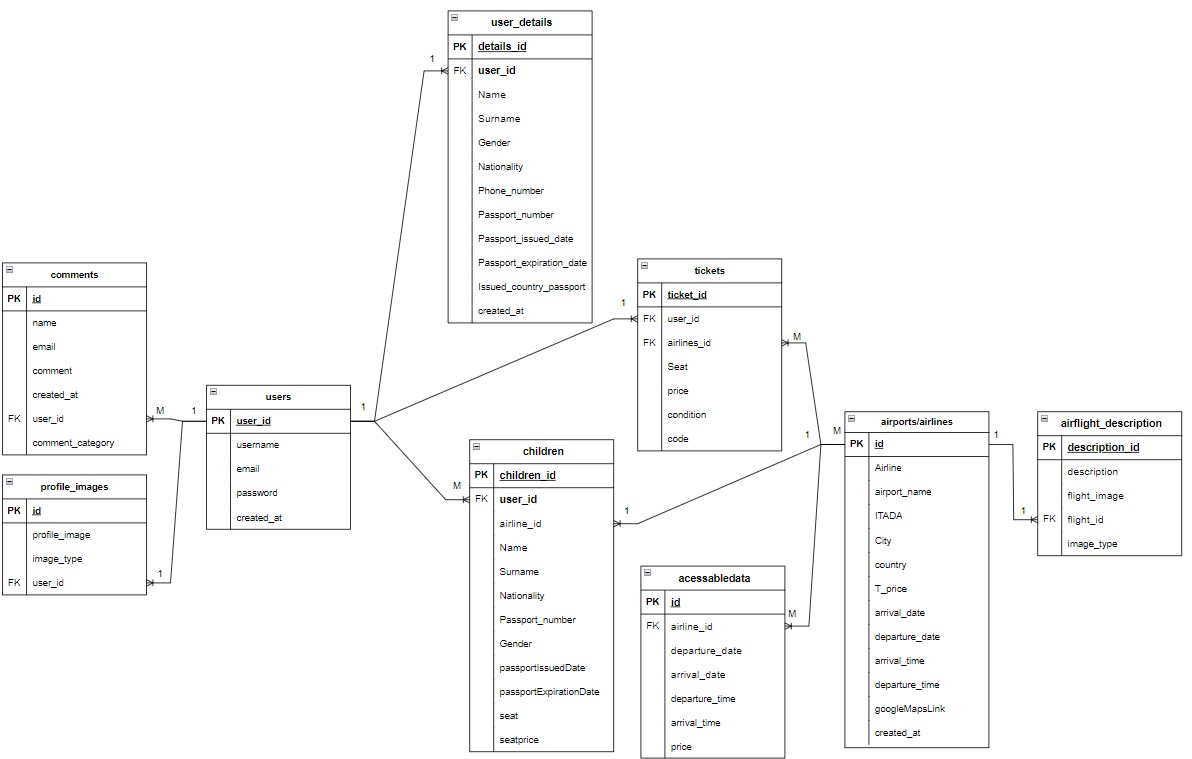 user_details
PK details_id
FK user_id
Name
Surname
Gender
Nationality
Phone_number
Passport_number
Passport_issued_date
Passport_expiration_date
Issued_country_passport
created_at
1
comments
PK id
name
email
comment
created_at
FK user_id
comment_category
M
1
profile_images
PK id
profile_image
image_type
FK user_id
1
users
PK user_id
username
email
password
created_at
1
tickets
PK ticket_id
FK user_id
FK airlines_id
Seat
price
condition
code
1
M
children
PK children_id
FK user_id
airline_id
Name
Surname
Nationality
Passport_number
Gender
passportIssuedDate
passportExpirationDate
seat
seatprice
M
1
acessabledata
PK id
FK airline_id
departure_date
arrival_date
departure_time
arrival_time
price
M
1
M
airports/airlines
PK id
Airline
airport_name
ITADA
City
country
T_price
arrival_date
departure_date
arrival_time
departure_time
googleMapsLink
created_at
1
1
airflight_description
PK description_id
description
flight_image
FK flight_id
image_type